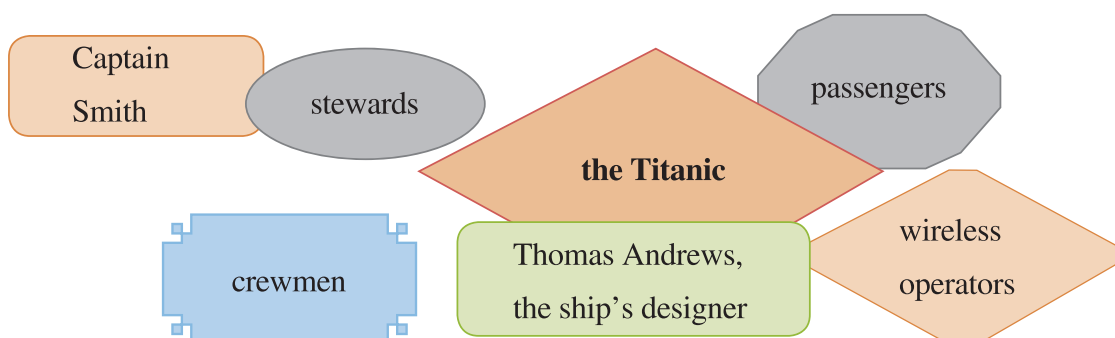 Captain
Smith
stewards
passengers
the Titanic
wireless
operators
crewmen
Thomas Andrews,
the ship’s designer